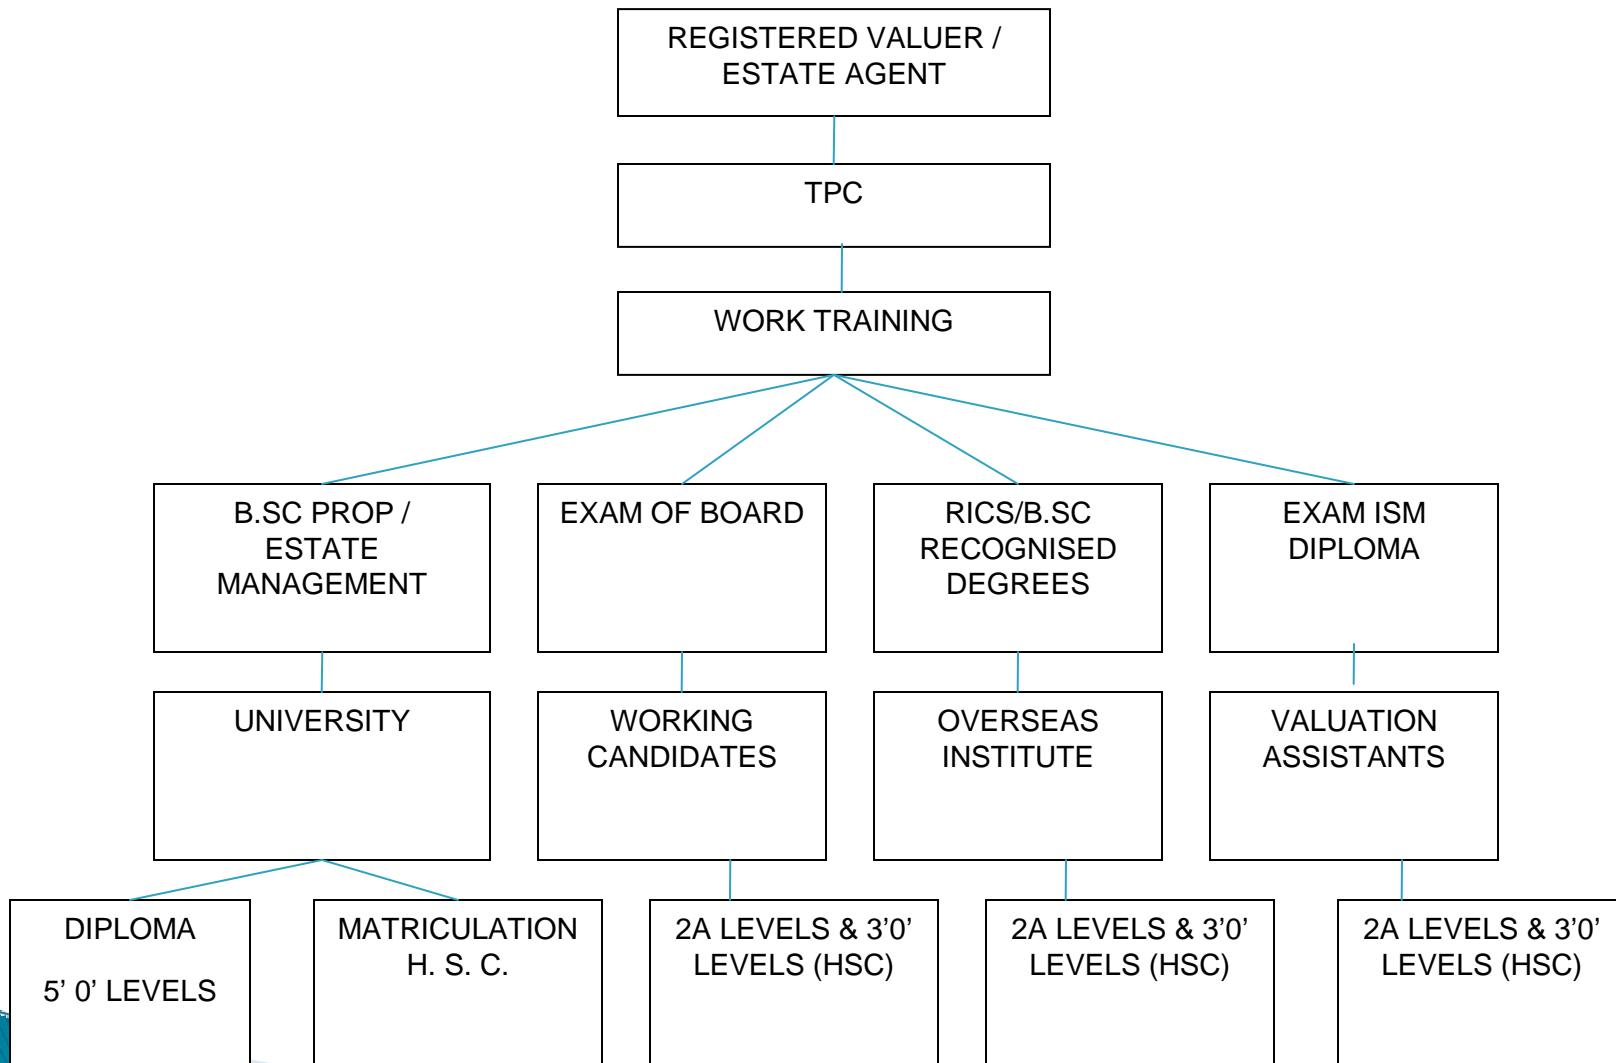 REGISTERED VALUER /
ESTATE AGENT
TPC
WORK TRAINING
B.SC PROP /
ESTATE
MANAGEMENT
EXAM OF BOARD
RICS/B.SC
RECOGNISED
DEGREES
EXAM ISM
DIPLOMA
UNIVERSITY
WORKING
CANDIDATES
OVERSEAS
INSTITUTE
VALUATION
ASSISTANTS
DIPLOMA
5’ 0’ LEVELS
MATRICULATION
H. S. C.
2A LEVELS & 3’0’
LEVELS (HSC)
2A LEVELS & 3’0’
LEVELS (HSC)
2A LEVELS & 3’0’
LEVELS (HSC)